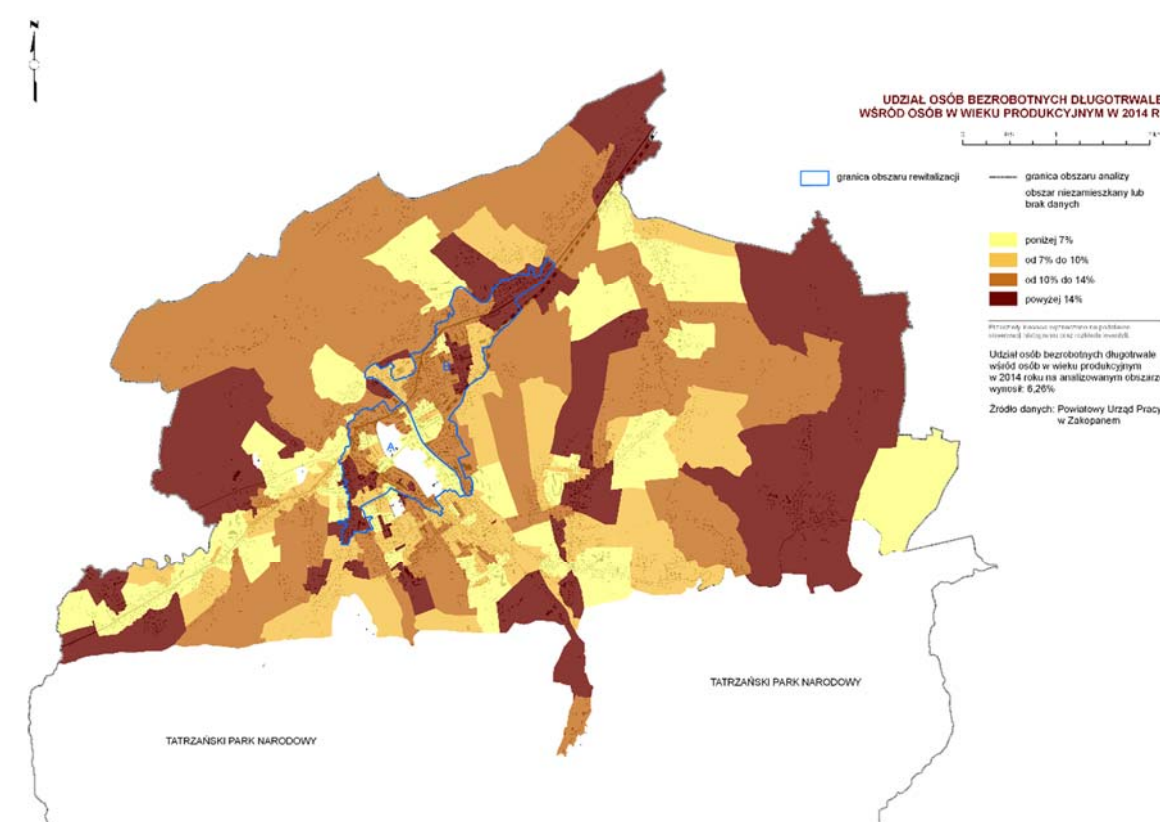 N
UDZIAŁ OSÓB BEZROBOTNYCH DŁUGOTRWALE
WŚRÓD OSÓB W WIEKU PRODUKCYJNYM W 2014 R
granica obszaru rewitalizacji
granica obszaru analizy
obszar niezamieszkany lub
brak danych
poniżej 7%
od 7% do 10%
od 10% do 14%
powyżej 14%
Udział osób bezrobotnych długotrwale
wśród osób w wieku produkcyjnym
w 2014 roku na analizowanym obszarze
wynosił: 6,26%
Źródło danych: Powiatowy Urząd Pracy
w Zakopanem
B
A
TATRZAŃSKI PARK NARODOWY
TATRZAŃSKI PARK NARODOWY